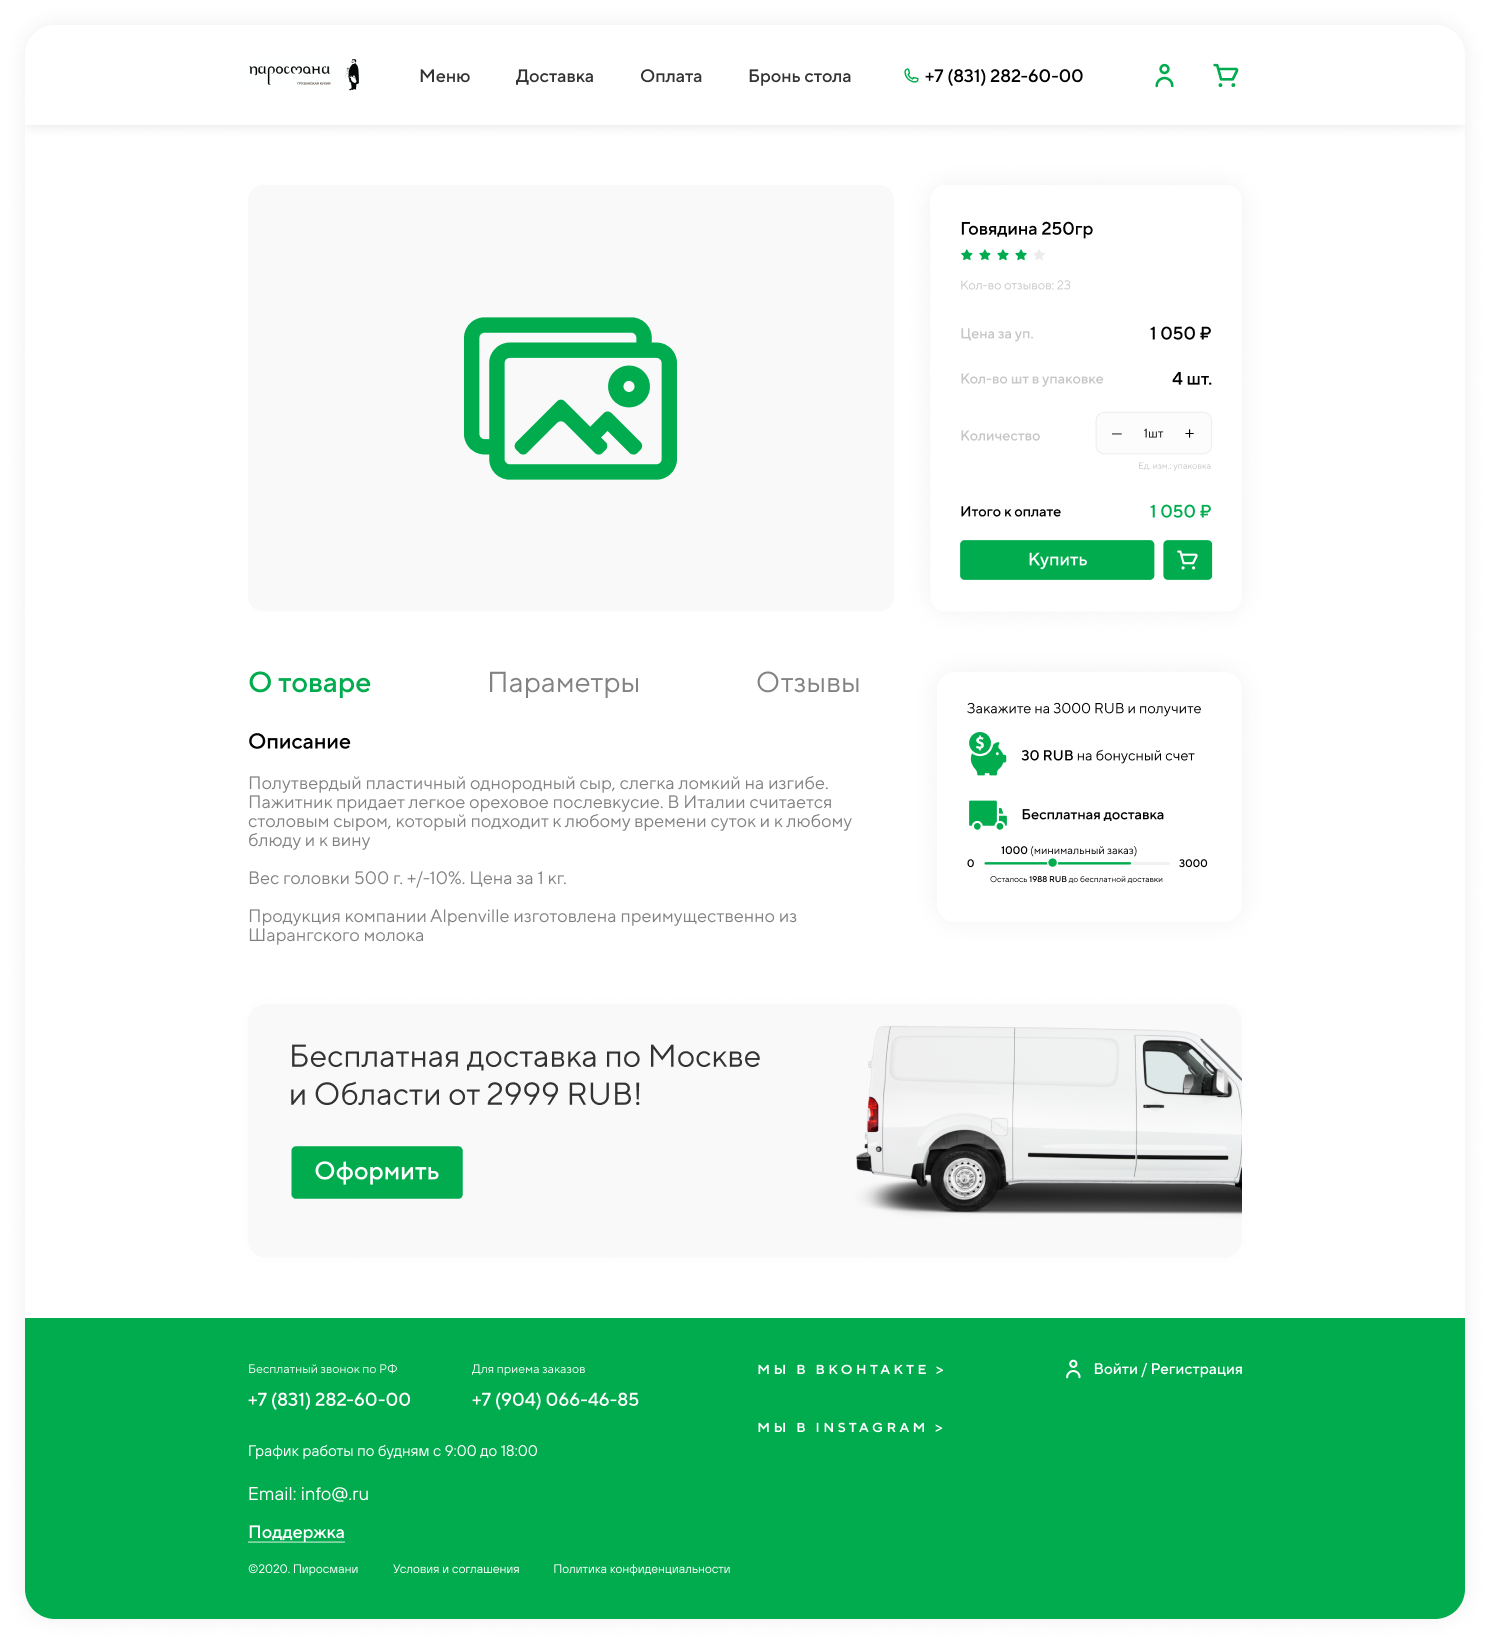 паросмана
ГРУЗИНСКАЯ КУХНЯ
Меню
Доставка
Оплата
Бронь стола
+7 (831) 282-60-00
Говядина 250гр
Кол-во отзывов: 23
Цена за уп.
1 050 ₽
Кол-во шт в упаковке
4 шт.
Количество
– 1шт +
Ед. изм.: упаковка
Итого к оплате
1 050 ₽
Купить
О товаре
Параметры
Отзывы
Описание
Полутвердый пластичный однородный сыр, слегка ломкий на изгибе.
Пажитник придает легкое ореховое послевкусие. В Италии считается
столовым сыром, который подходит к любому времени суток и к любому
блюду и к вину
Вес головки 500 г. +/-10%. Цена за 1 кг.
Продукция компании Alpenville изготовлена преимущественно из
Шарангского молока
Закажите на 3000 RUB и получите
$
30 RUB на бонусный счет
Бесплатная доставка
1000 (минимальный заказ)
0
3000
Осталось 1988 RUB до бесплатной доставки
Бесплатная доставка по Москве
и Области от 2999 RUB!
Оформить
Бесплатный звонок по РФ
+7 (831) 282-60-00
Для приема заказов
+7 (904) 066-46-85
График работы по будням с 9:00 до 18:00
Email: info@.ru
Поддержка
©2020. Пиросмани
Условия и соглашения
Политика конфиденциальности
МЫ В ВКОНТАКТЕ >
МЫ В INSTAGRAM >
Войти / Регистрация